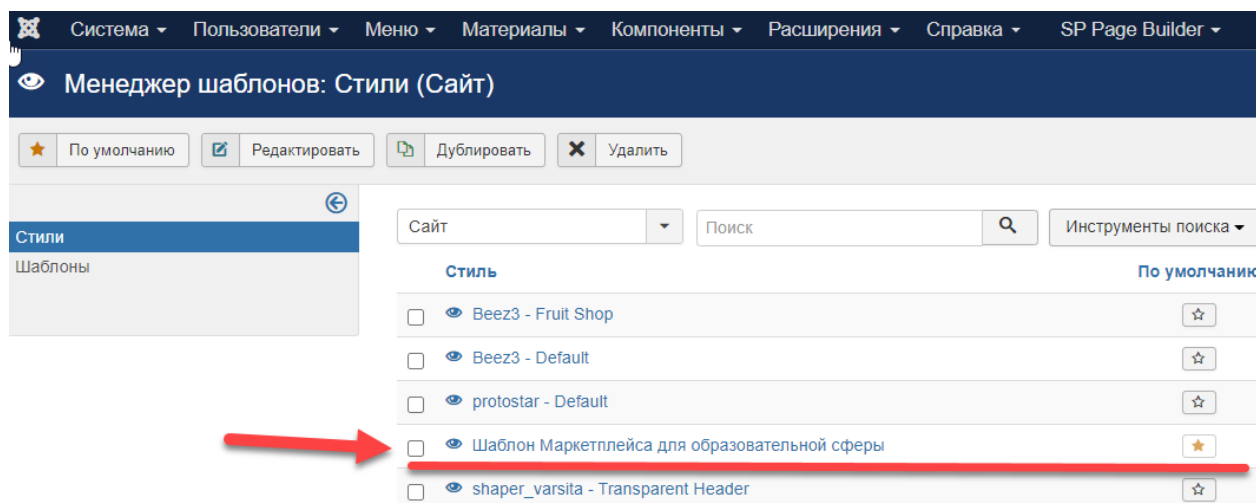 Система Пользователи Меню Материалы Компоненты Расширения Справка SP Page Builder
Менеджер шаблонов: Стили (Сайт)
По умолчанию Редактировать Дублировать Удалить
Сайт Поиск Инструменты поиска
Стили
Шаблоны
Стиль По умолчанию
Beez3 - Fruit Shop
Beez3 - Default
protostar - Default
Шаблон Маркетплейса для образовательной сферы
shaper_varsita - Transparent Header